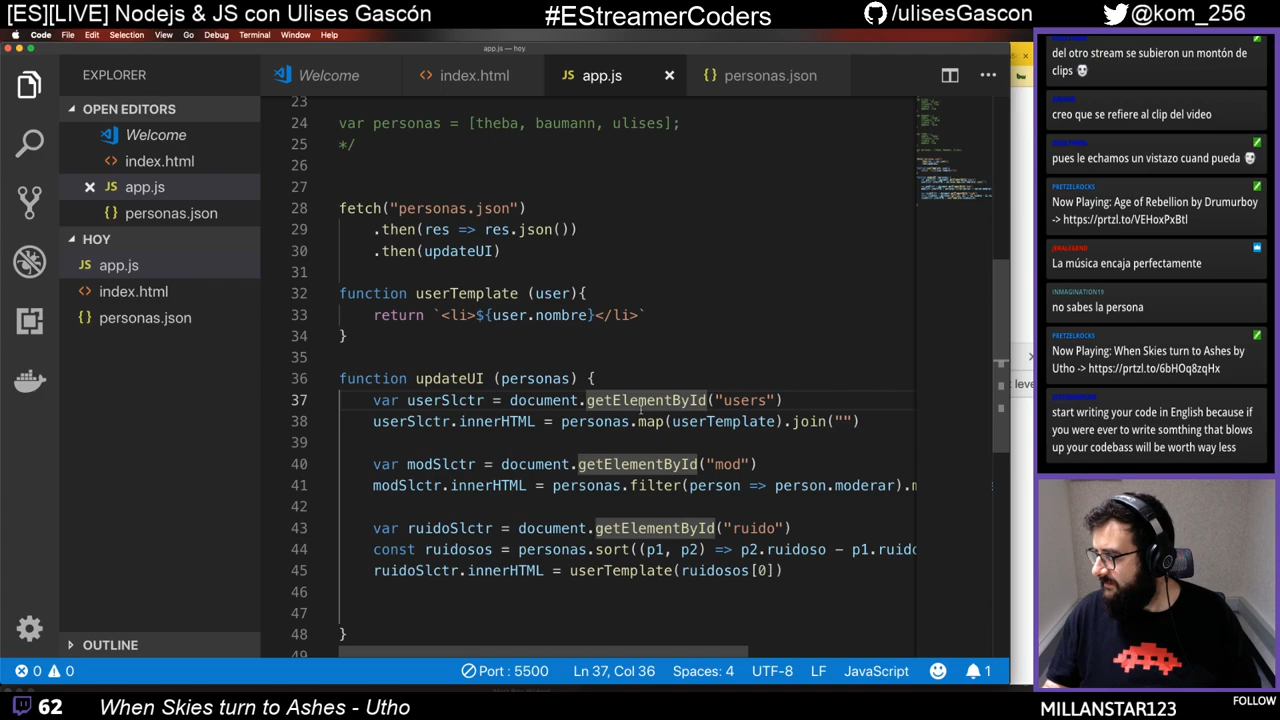 [ES][LIVE] Nodejs & JS con Ulises Gascón
#EStreamerCoders
/ulisesGascon
@kom_256
Code File Edit Selection View Go Debug Terminal Window Help
app.js — hoy
EXPLORER
OPEN EDITORS
Welcome
index.html
app.js
personas.json
HOY
app.js
index.html
personas.json
OUTLINE
Welcome
index.html
app.js
personas.json
23
24 var personas = [theba, baumann, ulises];
25 */
26
27
28 fetch("personas.json")
29 .then(res => res.json())
30 .then(updateUI)
31
32 function userTemplate (user){
33 return `<li>${user.nombre}</li>`
34 }
35
36 function updateUI (personas) {
37 var userSlctr = document.getElementById("users")
38 userSlctr.innerHTML = personas.map(userTemplate).join("")
39
40 var modSlctr = document.getElementById("mod")
41 modSlctr.innerHTML = personas.filter(person => person.moderar).m
42
43 var ruidoSlctr = document.getElementById("ruido")
44 const ruidosos = personas.sort((p1, p2) => p2.ruidoso - p1.ruido
45 ruidoSlctr.innerHTML = userTemplate(ruidosos[0])
46
47
48 }
49
0 0
Port : 5500
Ln 37, Col 36
Spaces: 4
UTF-8
LF
JavaScript
1
del otro stream se subieron un montón de
clips
creo que se refiere al clip del video
pues le echamos un vistazo cuand pueda
PRETZELROCKS
Now Playing: Age of Rebellion by Drumurboy
-> https://prtzl.to/VEHoxPxBtl
La música encaja perfectamente
INMAGINATION19
no sabes la persona
PRETZELROCKS
Now Playing: When Skies turn to Ashes by
Utho -> https://prtzl.to/6bHOq8zqHx
start writing your code in English because if
you were ever to write somthing that blows
up your codebass will be worth way less
62
When Skies turn to Ashes - Utho
MILLANSTAR123
FOLLOW